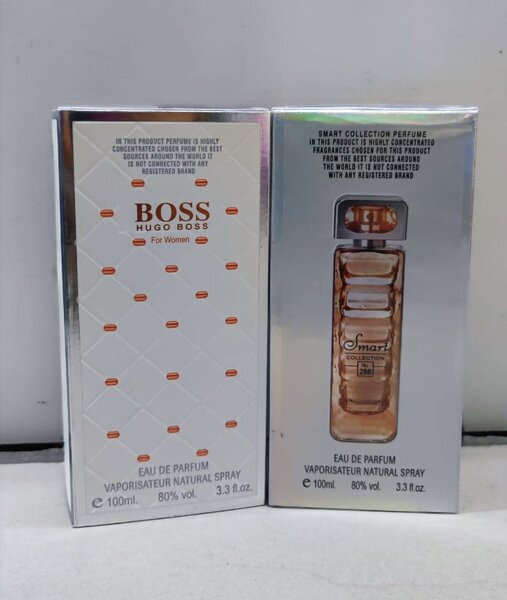 IN THIS PRODUCT PERFUME IS HIGHLY
CONCENTRATED CHOSEN FROM THE BEST
SOURCES AROUND THE WORLD IT
IS NOT CONNECTED WITH ANY
REGISTERED BRAND
BOSS
HUGO BOSS
For Women
EAU DE PARFUM
VAPORISATEUR NATURAL SPRAY
e 100ml. 80% vol. 3.3 fl.oz.
SMART COLLECTION PERFUME
IN THIS PRODUCT IS HIGHLY CONCENTRATED
FRAGRANCES CHOSEN FOR THIS PRODUCT
FROM THE BEST SOURCES AROUND
THE WORLD IT IS NOT CONNECTED
WITH ANY REGISTERED BRAND
Smart
COLLECTION
No.
286
EAU DE PARFUM
VAPORISATEUR NATURAL SPRAY
e 100ml. 80% vol. 3.3 fl.oz.